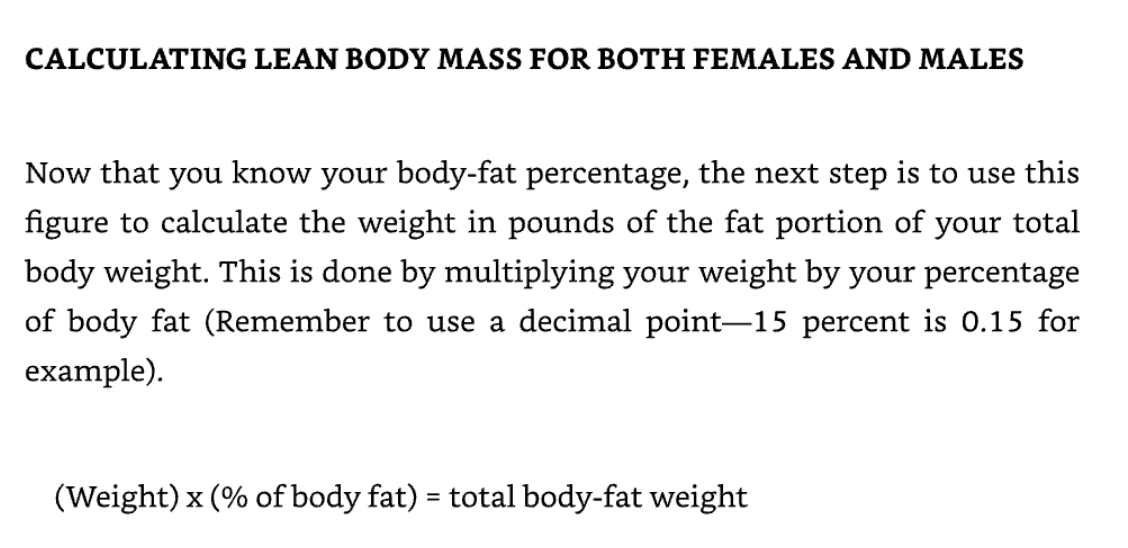 CALCULATING LEAN BODY MASS FOR BOTH FEMALES AND MALES
Now that you know your body-fat percentage, the next step is to use this
figure to calculate the weight in pounds of the fat portion of your total
body weight. This is done by multiplying your weight by your percentage
of body fat (Remember to use a decimal point—15 percent is 0.15 for
example).
(Weight) x (% of body fat) = total body-fat weight